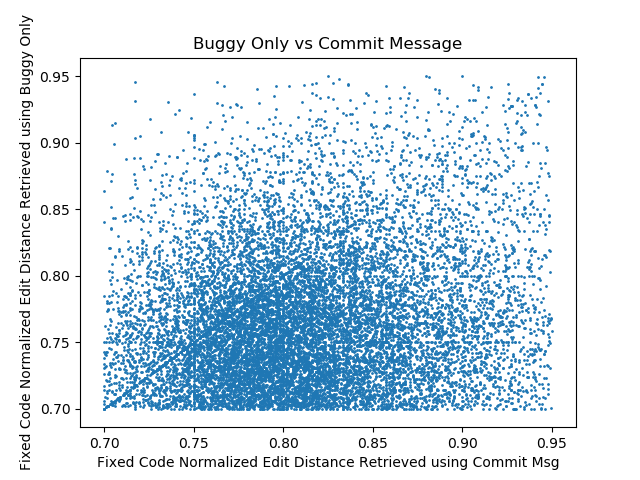 Buggy Only vs Commit Message
Fixed Code Normalized Edit Distance Retrieved using Buggy Only
0.95
0.90
0.85
0.80
0.75
0.70
0.70 0.75 0.80 0.85 0.90 0.95
Fixed Code Normalized Edit Distance Retrieved using Commit Msg